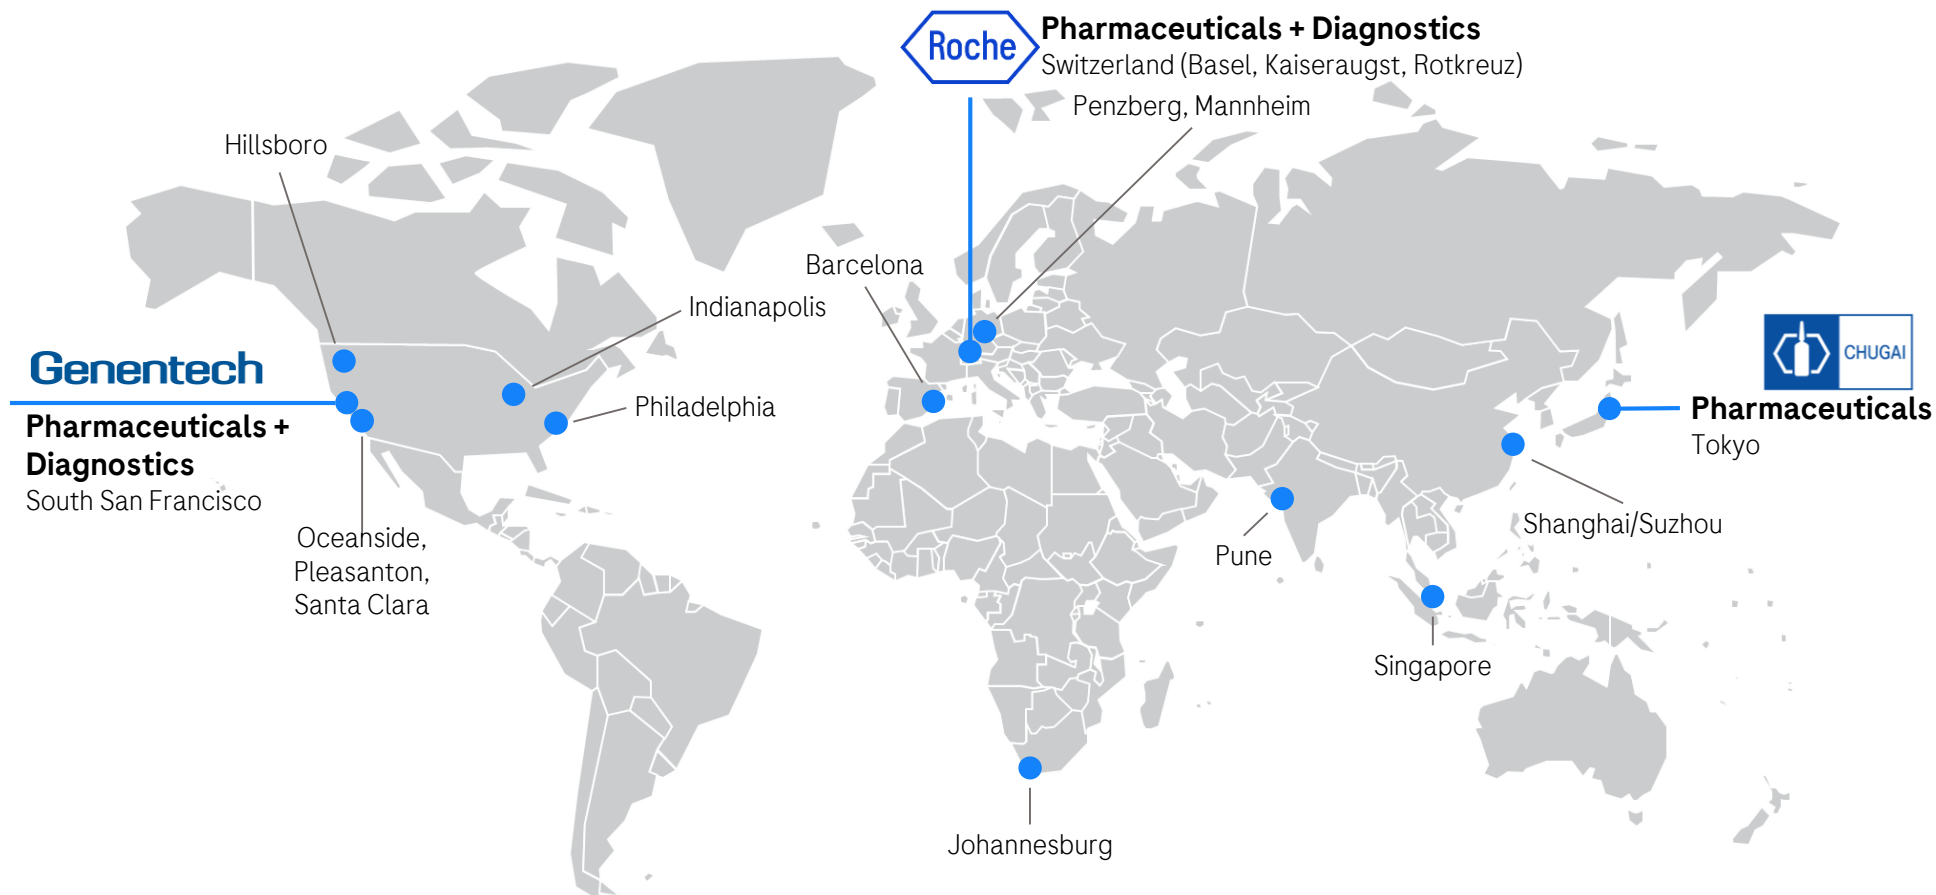 Roche
Pharmaceuticals + Diagnostics
Switzerland (Basel, Kaiseraugst, Rotkreuz)
Penzberg, Mannheim
Hillsboro
Barcelona
Indianapolis
Genentech
Pharmaceuticals +
Diagnostics
South San Francisco
Philadelphia
CHUGAI
Pharmaceuticals
Tokyo
Oceanside,
Pleasanton,
Santa Clara
Shanghai/Suzhou
Pune
Singapore
Johannesburg